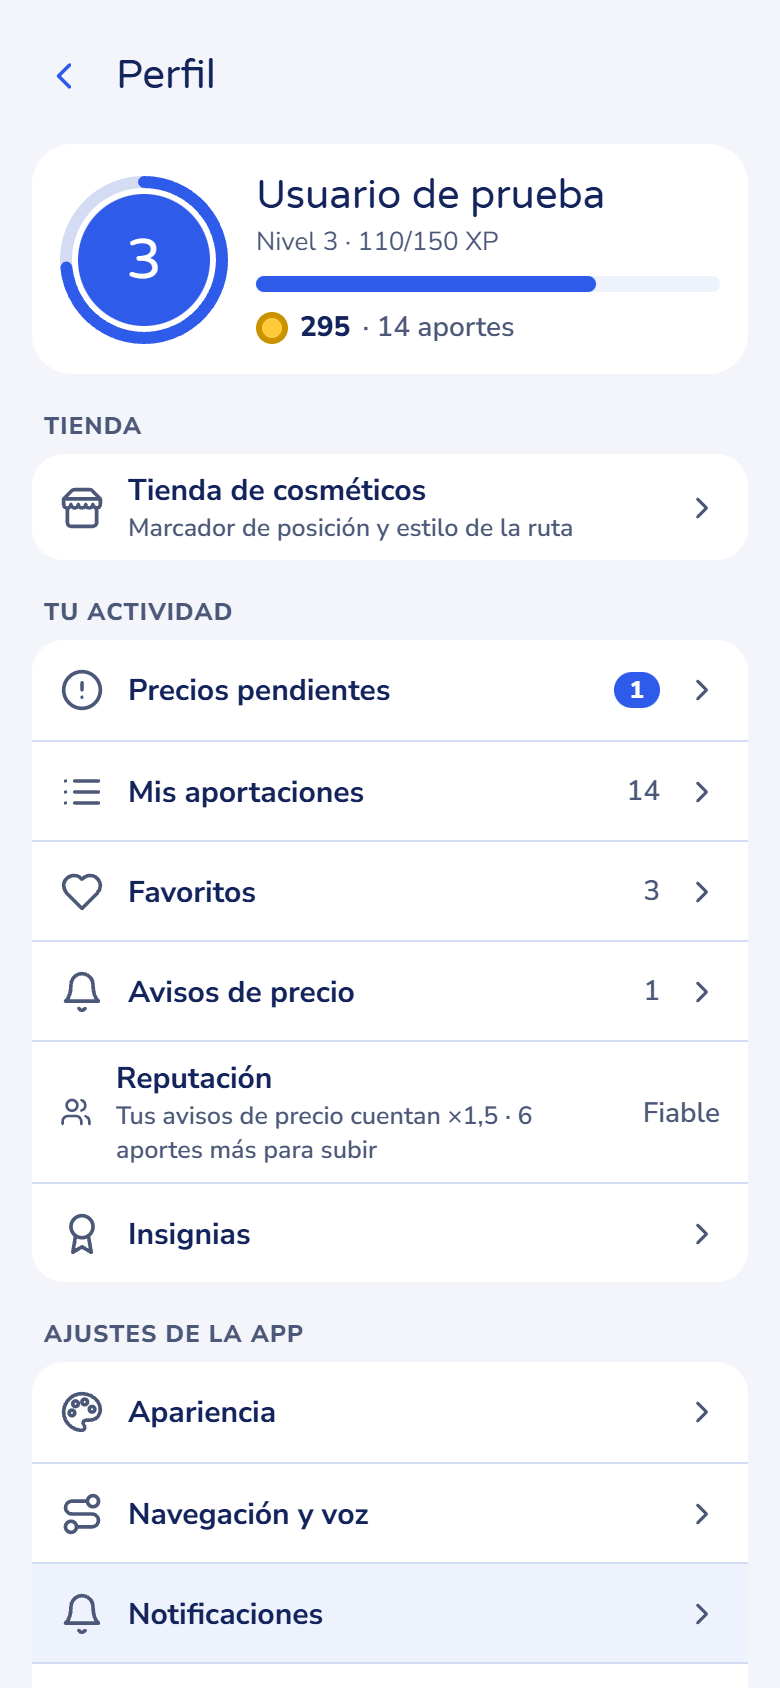 Perfil
3
Usuario de prueba
Nivel 3 · 110/150 XP
295 · 14 aportes
TIENDA
Tienda de cosméticos
Marcador de posición y estilo de la ruta
TU ACTIVIDAD
Precios pendientes 1
Mis aportaciones 14
Favoritos 3
Avisos de precio 1
Reputación
Tus avisos de precio cuentan ×1,5 · 6
aportes más para subir
Fiable
Insignias
AJUSTES DE LA APP
Apariencia
Navegación y voz
Notificaciones